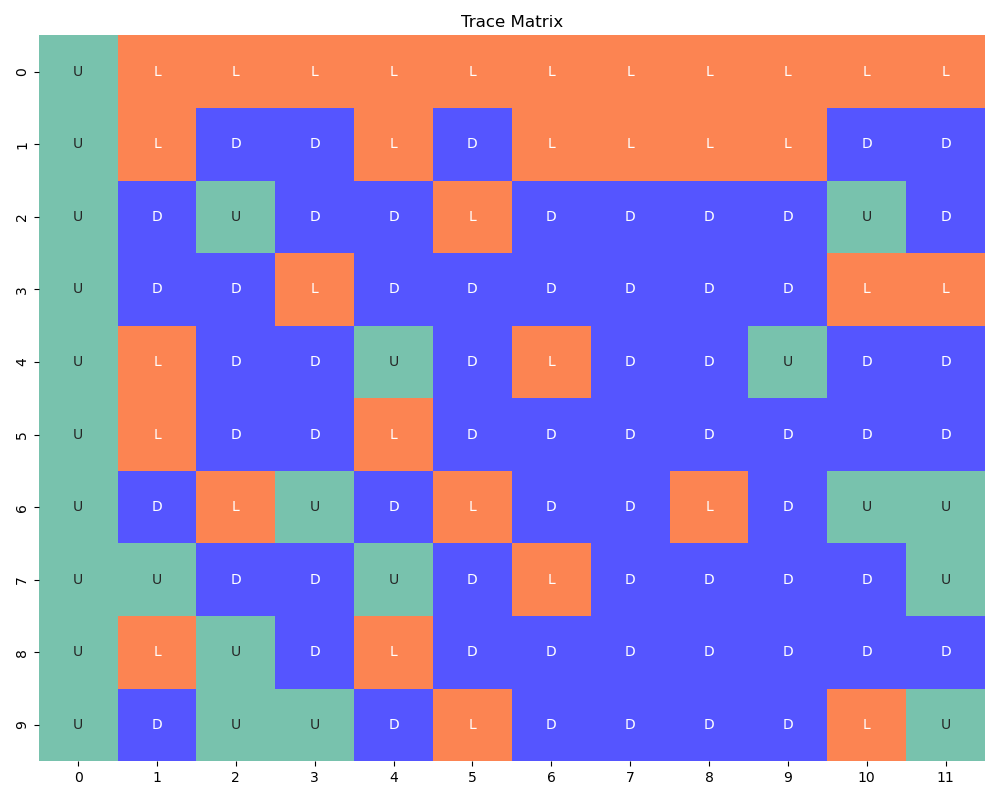 Trace Matrix
0 U L L L L L L L L L L L
1 U L D D L D L L L L D D
2 U D U D D L D D D D U D
3 U D D L D D D D D D L L
4 U L D D U D L D D U D D
5 U L D D L D D D D D D D
6 U D L U D L D D L D U U
7 U U D D U D L D D D D U
8 U L U D L D D D D D D D
9 U D U U D L D D D D L U
0 1 2 3 4 5 6 7 8 9 10 11